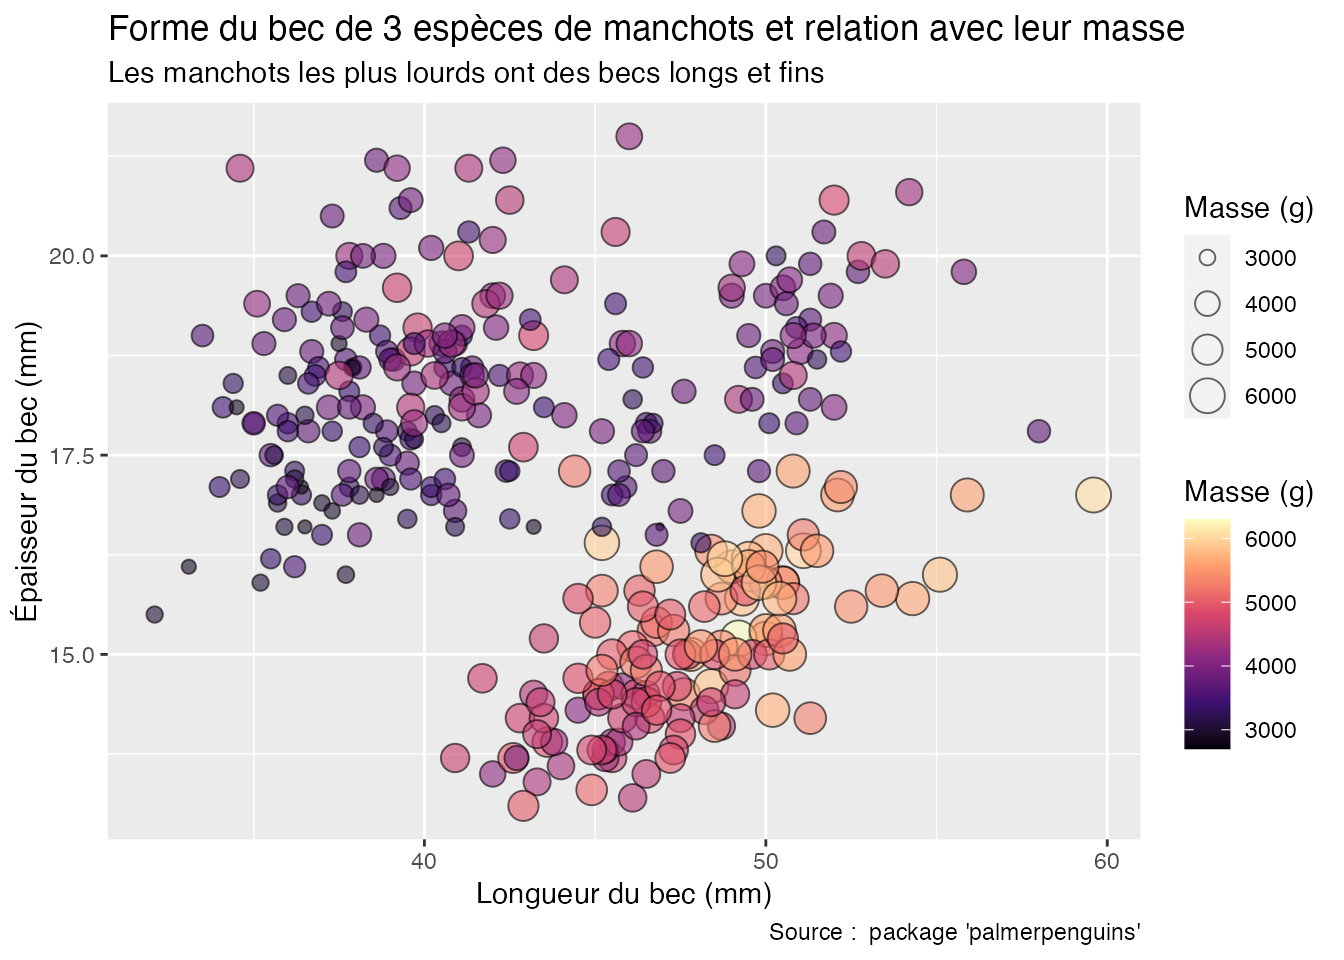 Forme du bec de 3 espèces de manchots et relation avec leur masse
Les manchots les plus lourds ont des becs longs et fins
Épaisseur du bec (mm)
20.0
17.5
15.0
40
50
60
Longueur du bec (mm)
Source :  package 'palmerpenguins'
Masse (g)
3000
4000
5000
6000
Masse (g)
6000
5000
4000
3000